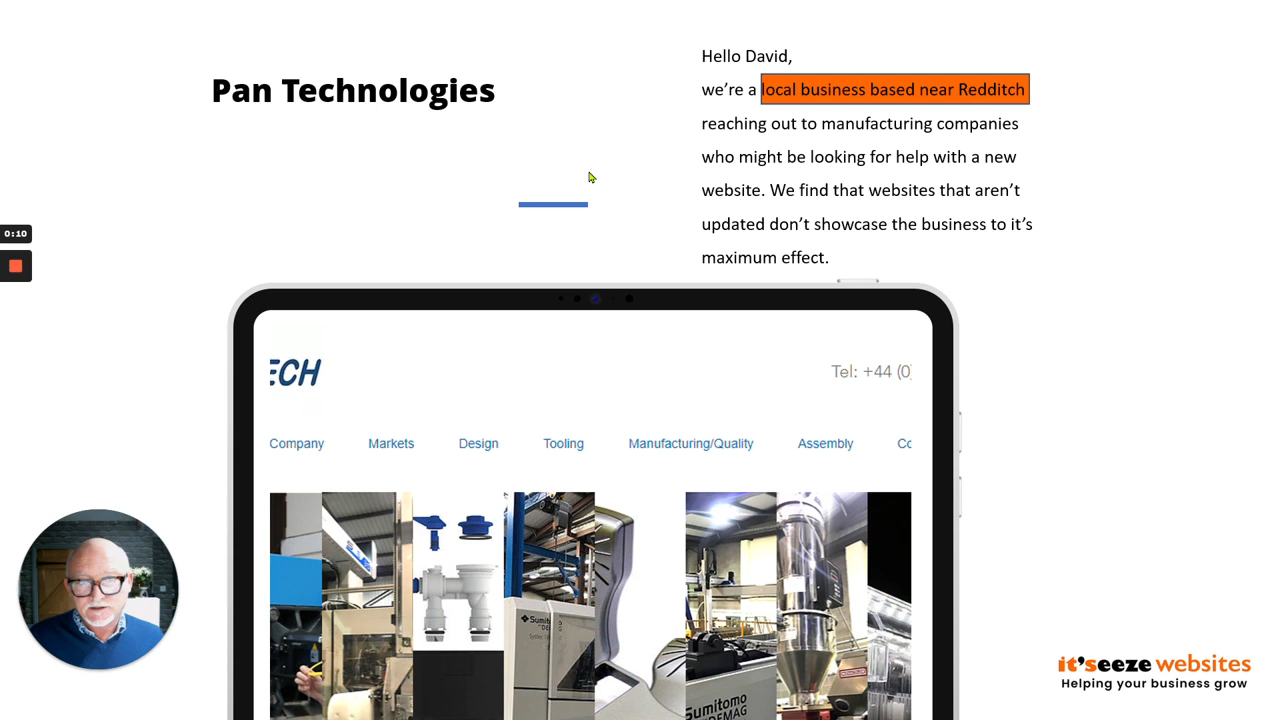 Hello David,
Pan Technologies
we’re a local business based near Redditch
reaching out to manufacturing companies
who might be looking for help with a new
website. We find that websites that aren’t
updated don’t showcase the business to it’s
maximum effect.
0:10
ECH
Tel: +44 (0)
Company Markets Design Tooling Manufacturing/Quality Assembly Co
Sumitomo
DEMAG
Sumitomo
DEMAG
it’seeze websites
Helping your business grow